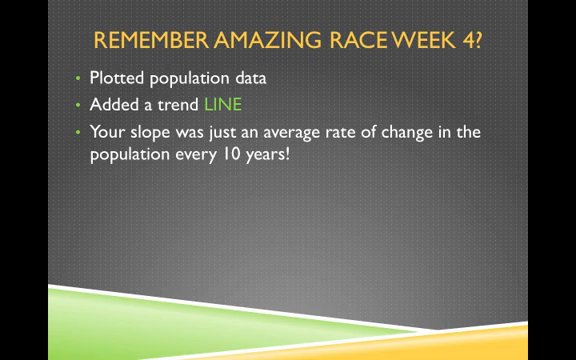 REMEMBER AMAZING RACE WEEK 4?
• Plotted population data
• Added a trend LINE
• Your slope was just an average rate of change in the
population every 10 years!